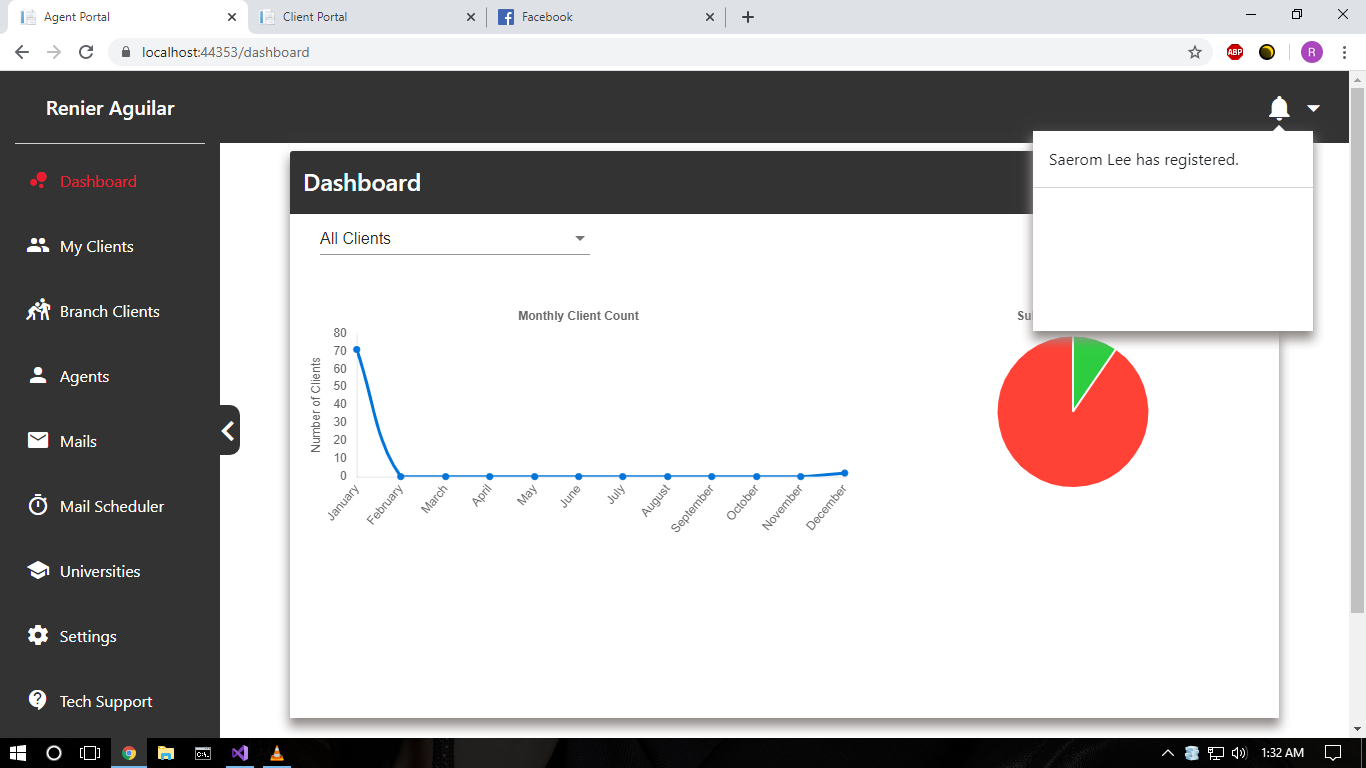 Agent Portal
Client Portal
Facebook
localhost:44353/dashboard
ABP
R
Renier Aguilar
Saerom Lee has registered.
Dashboard
My Clients
Branch Clients
Agents
Mails
Mail Scheduler
Universities
Settings
Tech Support
Dashboard
All Clients
Monthly Client Count
Number of Clients
80
70
60
50
40
30
20
10
0
January
February
March
April
May
June
July
August
September
October
November
December
1:32 AM